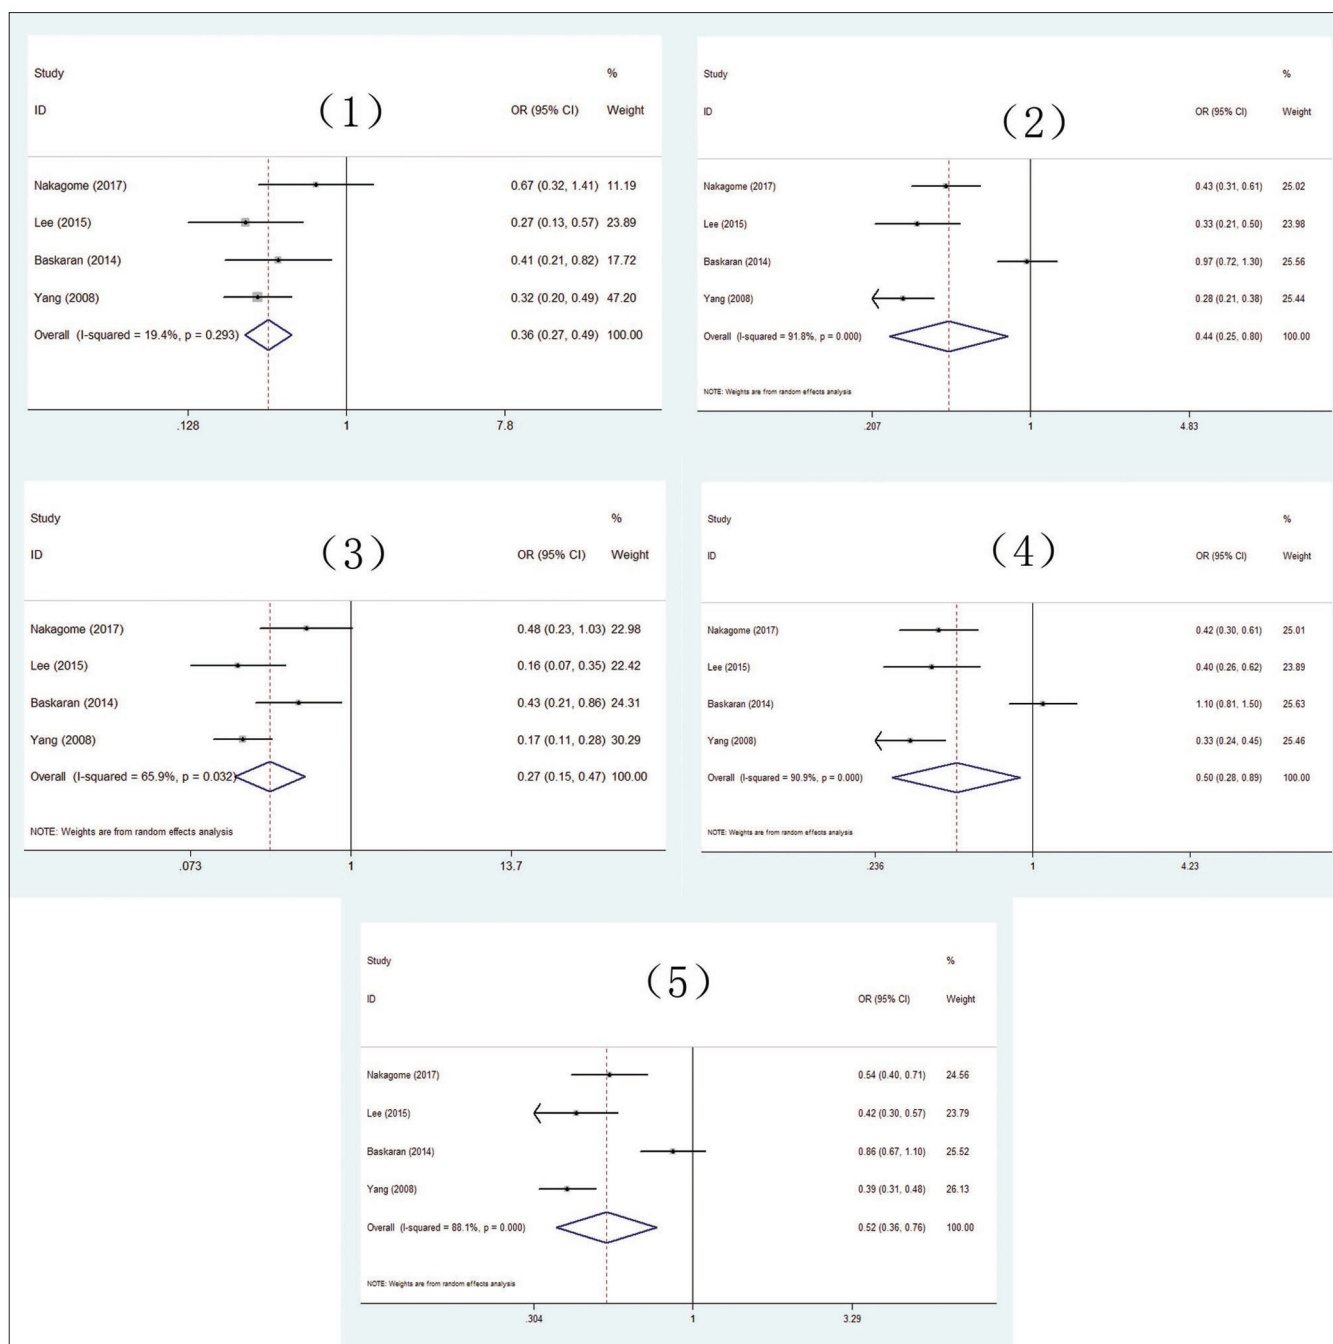 Study %
ID (1) OR (95% CI) Weight
Nakagome (2017) 0.67 (0.32, 1.41) 11.19
Lee (2015) 0.27 (0.13, 0.57) 23.89
Baskaran (2014) 0.41 (0.21, 0.82) 17.72
Yang (2008) 0.32 (0.20, 0.49) 47.20
Overall (I-squared = 19.4%, p = 0.293) 0.36 (0.27, 0.49) 100.00
.128 1 7.8
Study %
ID (2) OR (95% CI) Weight
Nakagome (2017) 0.43 (0.31, 0.61) 25.02
Lee (2015) 0.33 (0.21, 0.50) 23.98
Baskaran (2014) 0.97 (0.72, 1.30) 25.56
Yang (2008) 0.28 (0.21, 0.38) 25.44
Overall (I-squared = 91.8%, p = 0.000) 0.44 (0.25, 0.80) 100.00
NOTE: Weights are from random effects analysis
.207 1 4.83
Study %
ID (3) OR (95% CI) Weight
Nakagome (2017) 0.48 (0.23, 1.03) 22.98
Lee (2015) 0.16 (0.07, 0.35) 22.42
Baskaran (2014) 0.43 (0.21, 0.86) 24.31
Yang (2008) 0.17 (0.11, 0.28) 30.29
Overall (I-squared = 65.9%, p = 0.032) 0.27 (0.15, 0.47) 100.00
NOTE: Weights are from random effects analysis
.073 1 13.7
Study %
ID (4) OR (95% CI) Weight
Nakagome (2017) 0.42 (0.30, 0.61) 25.01
Lee (2015) 0.40 (0.26, 0.62) 23.89
Baskaran (2014) 1.10 (0.81, 1.50) 25.63
Yang (2008) 0.33 (0.24, 0.45) 25.46
Overall (I-squared = 90.9%, p = 0.000) 0.50 (0.28, 0.89) 100.00
NOTE: Weights are from random effects analysis
.236 1 4.23
Study %
ID (5) OR (95% CI) Weight
Nakagome (2017) 0.54 (0.40, 0.71) 24.56
Lee (2015) 0.42 (0.30, 0.57) 23.79
Baskaran (2014) 0.86 (0.67, 1.10) 25.52
Yang (2008) 0.39 (0.31, 0.48) 26.13
Overall (I-squared = 88.1%, p = 0.000) 0.52 (0.36, 0.76) 100.00
NOTE: Weights are from random effects analysis
.304 1 3.29